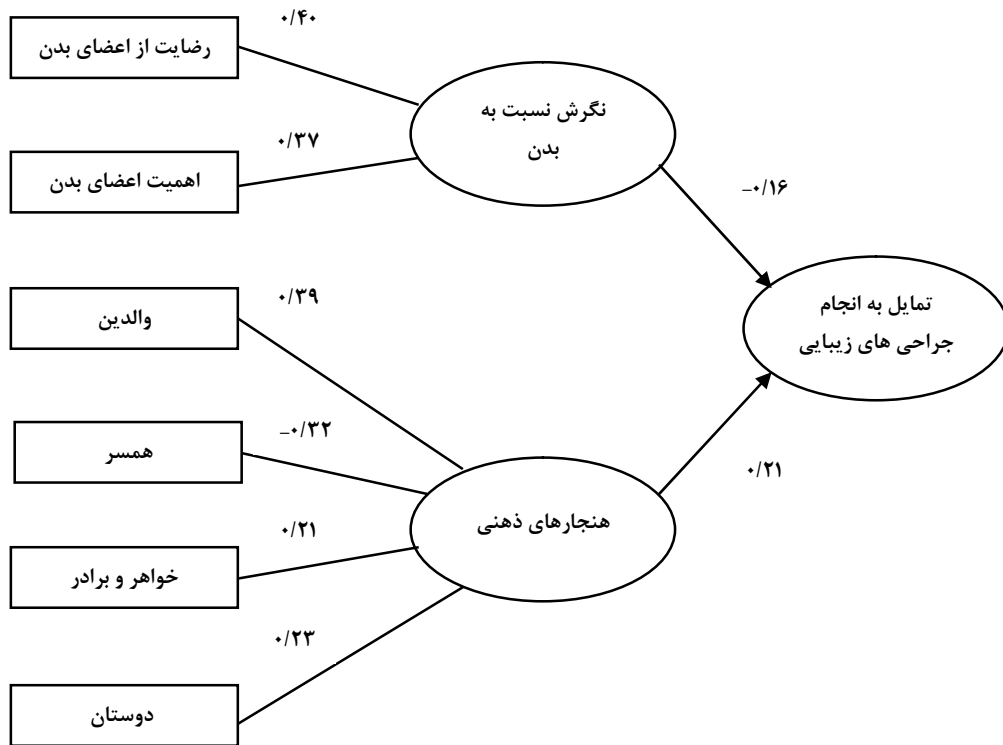 ۰/۴۰
رضایت از اعضای بدن
نگرش نسبت به
بدن
۰/۳۷
اهمیت اعضای بدن
−۰/۱۶
والدین
۰/۳۹
تمایل به انجام
جراحی های زیبایی
همسر
−۰/۳۲
۰/۲۱
هنجارهای ذهنی
۰/۲۱
خواهر و برادر
۰/۲۳
دوستان